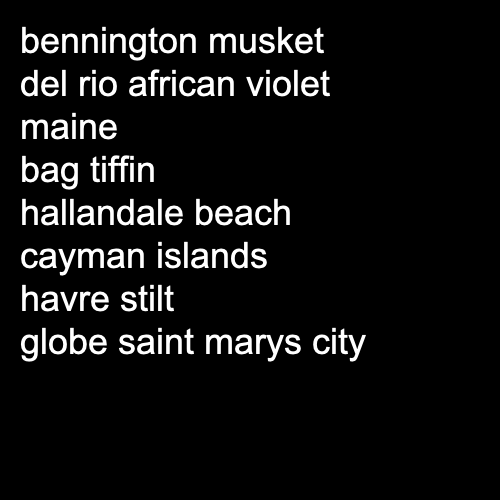 bennington musket
del rio african violet
maine
bag tiffin
hallandale beach
cayman islands
havre stilt
globe saint marys city